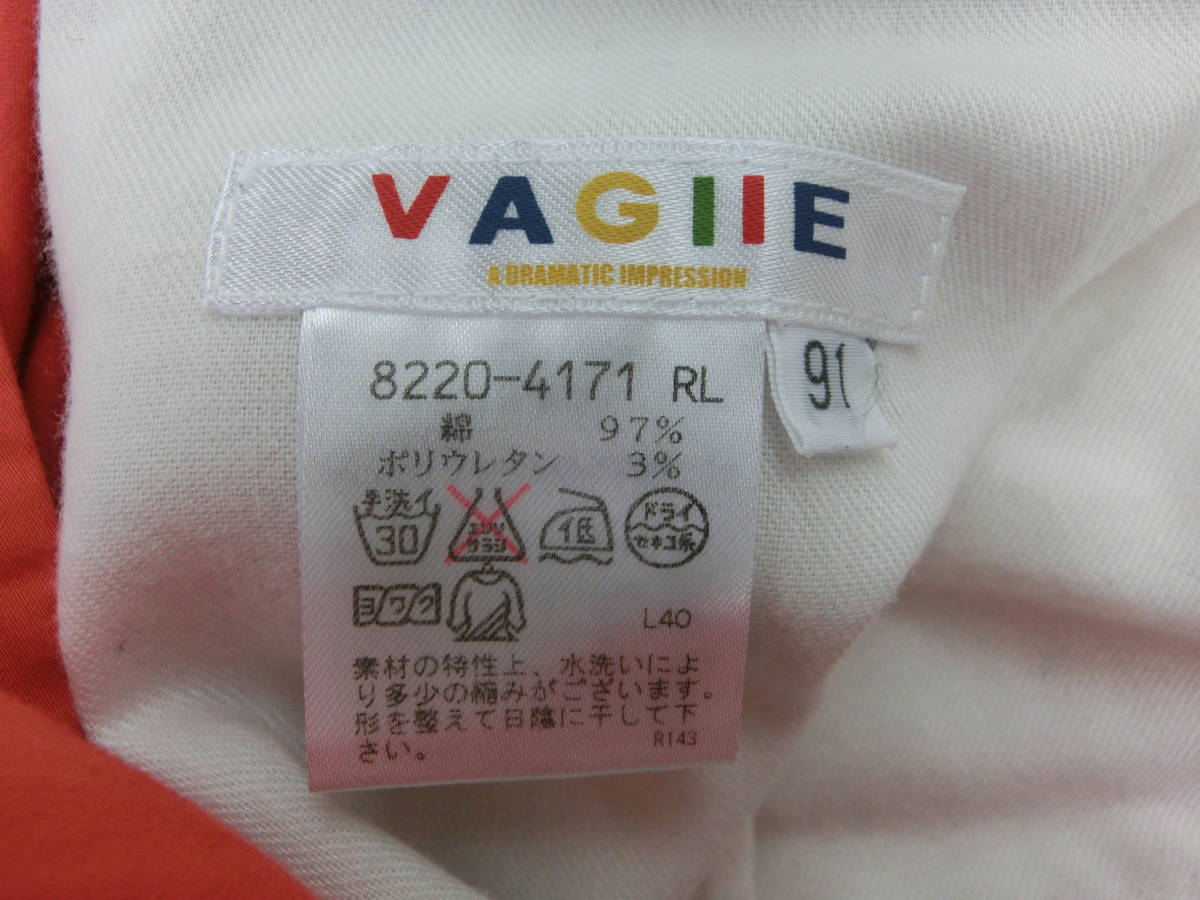 VAGIIE
A DRAMATIC IMPRESSION
91
8220-4171 RL
綿 97%
ポリウレタン 3%
手洗イ
30
エンソ
サラシ
低
ドライ
セキユ系
ヨワク
L40
素材の特性上、水洗いによ
り多少の縮みがございます。
形を整えて日陰に干して下
さい。
R143